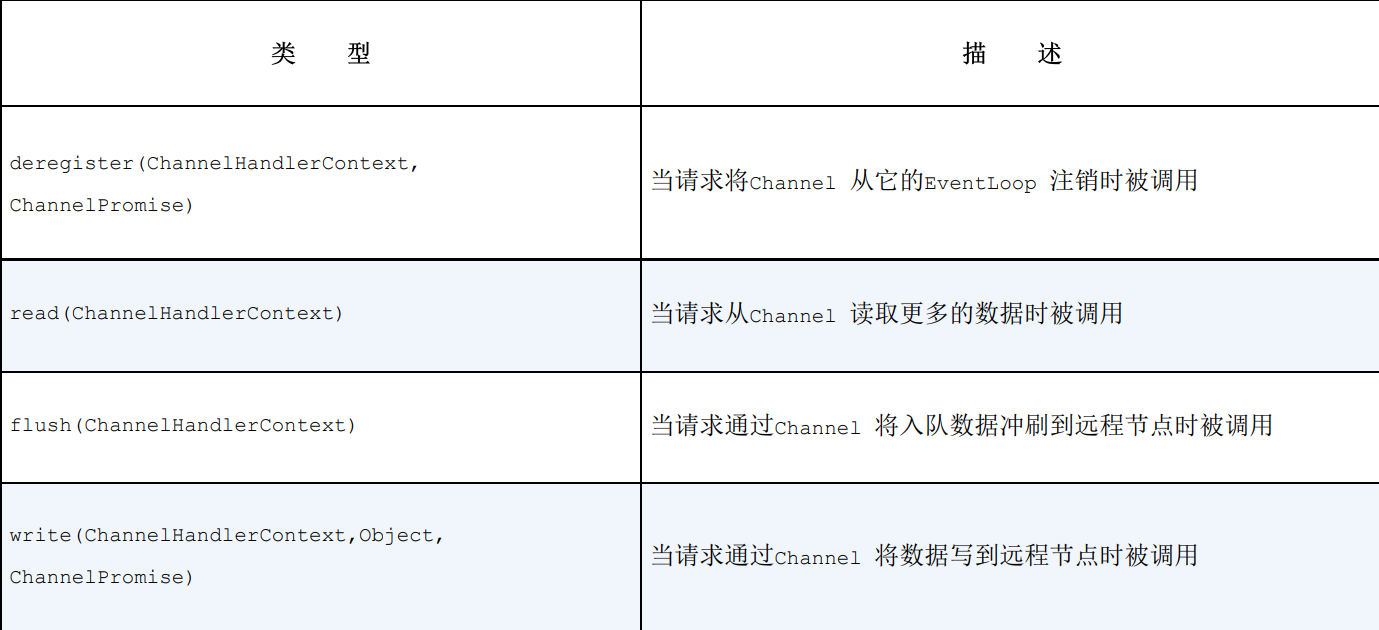 类 型
描 述
deregister(ChannelHandlerContext,
ChannelPromise)
当请求将Channel 从它的EventLoop 注销时被调用
read(ChannelHandlerContext)
当请求从Channel 读取更多的数据时被调用
flush(ChannelHandlerContext)
当请求通过Channel 将入队数据冲刷到远程节点时被调用
write(ChannelHandlerContext,Object,
ChannelPromise)
当请求通过Channel 将数据写到远程节点时被调用